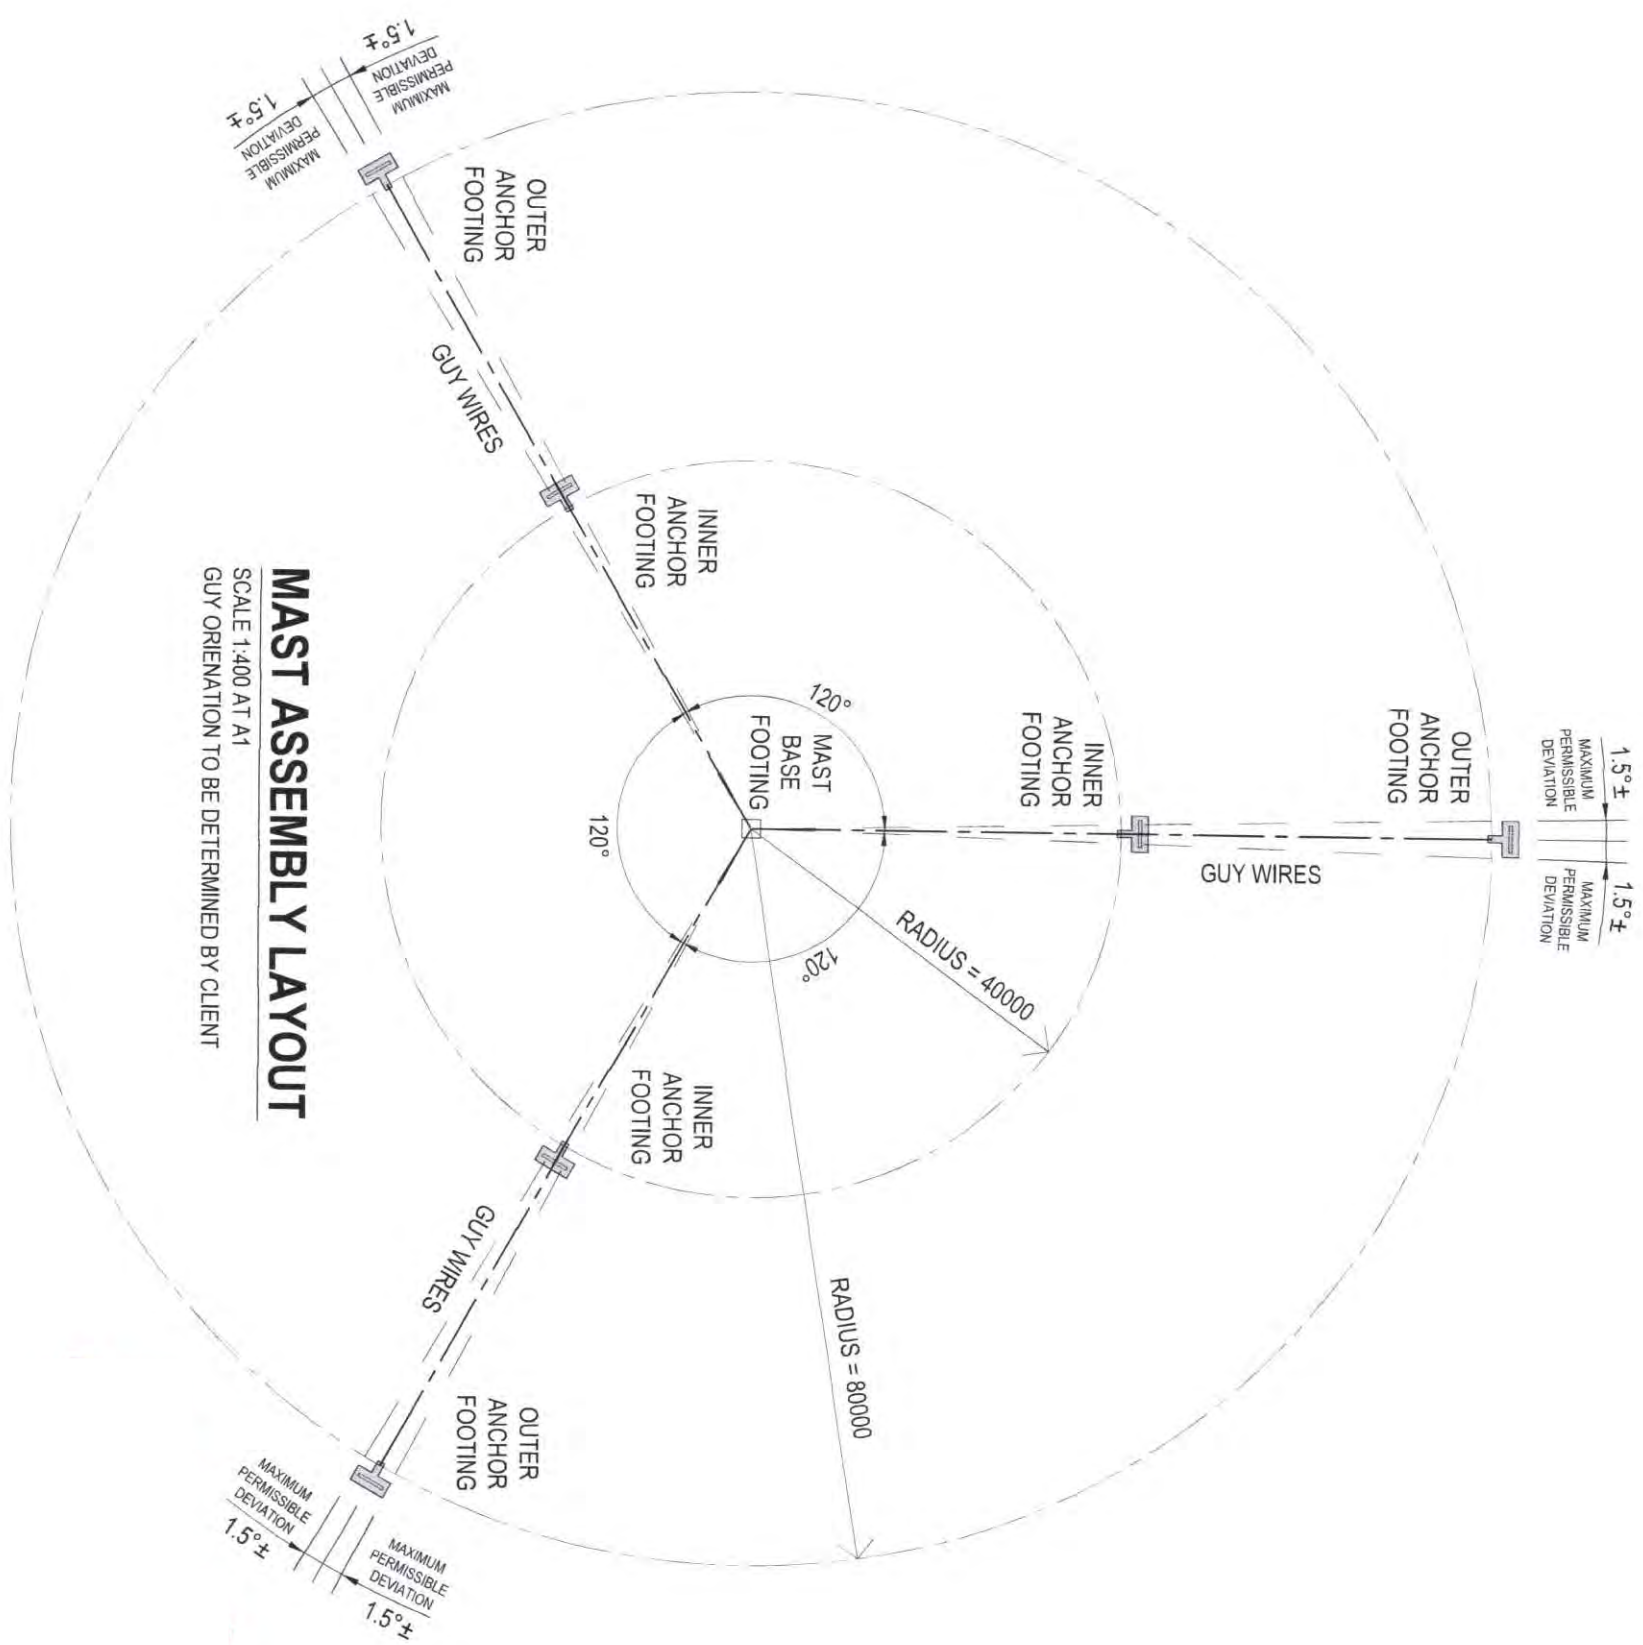 1.5°±
MAXIMUM
PERMISSIBLE
DEVIATION
1.5°±
MAXIMUM
PERMISSIBLE
DEVIATION
OUTER
ANCHOR
FOOTING
GUY WIRES
INNER
ANCHOR
FOOTING
120°
MAST
BASE
FOOTING
120°
120°
RADIUS = 40000
RADIUS = 80000
OUTER
ANCHOR
FOOTING
1.5°±
MAXIMUM
PERMISSIBLE
DEVIATION
1.5°±
MAXIMUM
PERMISSIBLE
DEVIATION
GUY WIRES
INNER
ANCHOR
FOOTING
INNER
ANCHOR
FOOTING
GUY WIRES
OUTER
ANCHOR
FOOTING
MAXIMUM
PERMISSIBLE
DEVIATION
1.5°±
MAXIMUM
PERMISSIBLE
DEVIATION
1.5°±
MAST ASSEMBLY LAYOUT
SCALE 1:400 AT A1
GUY ORIENATION TO BE DETERMINED BY CLIENT